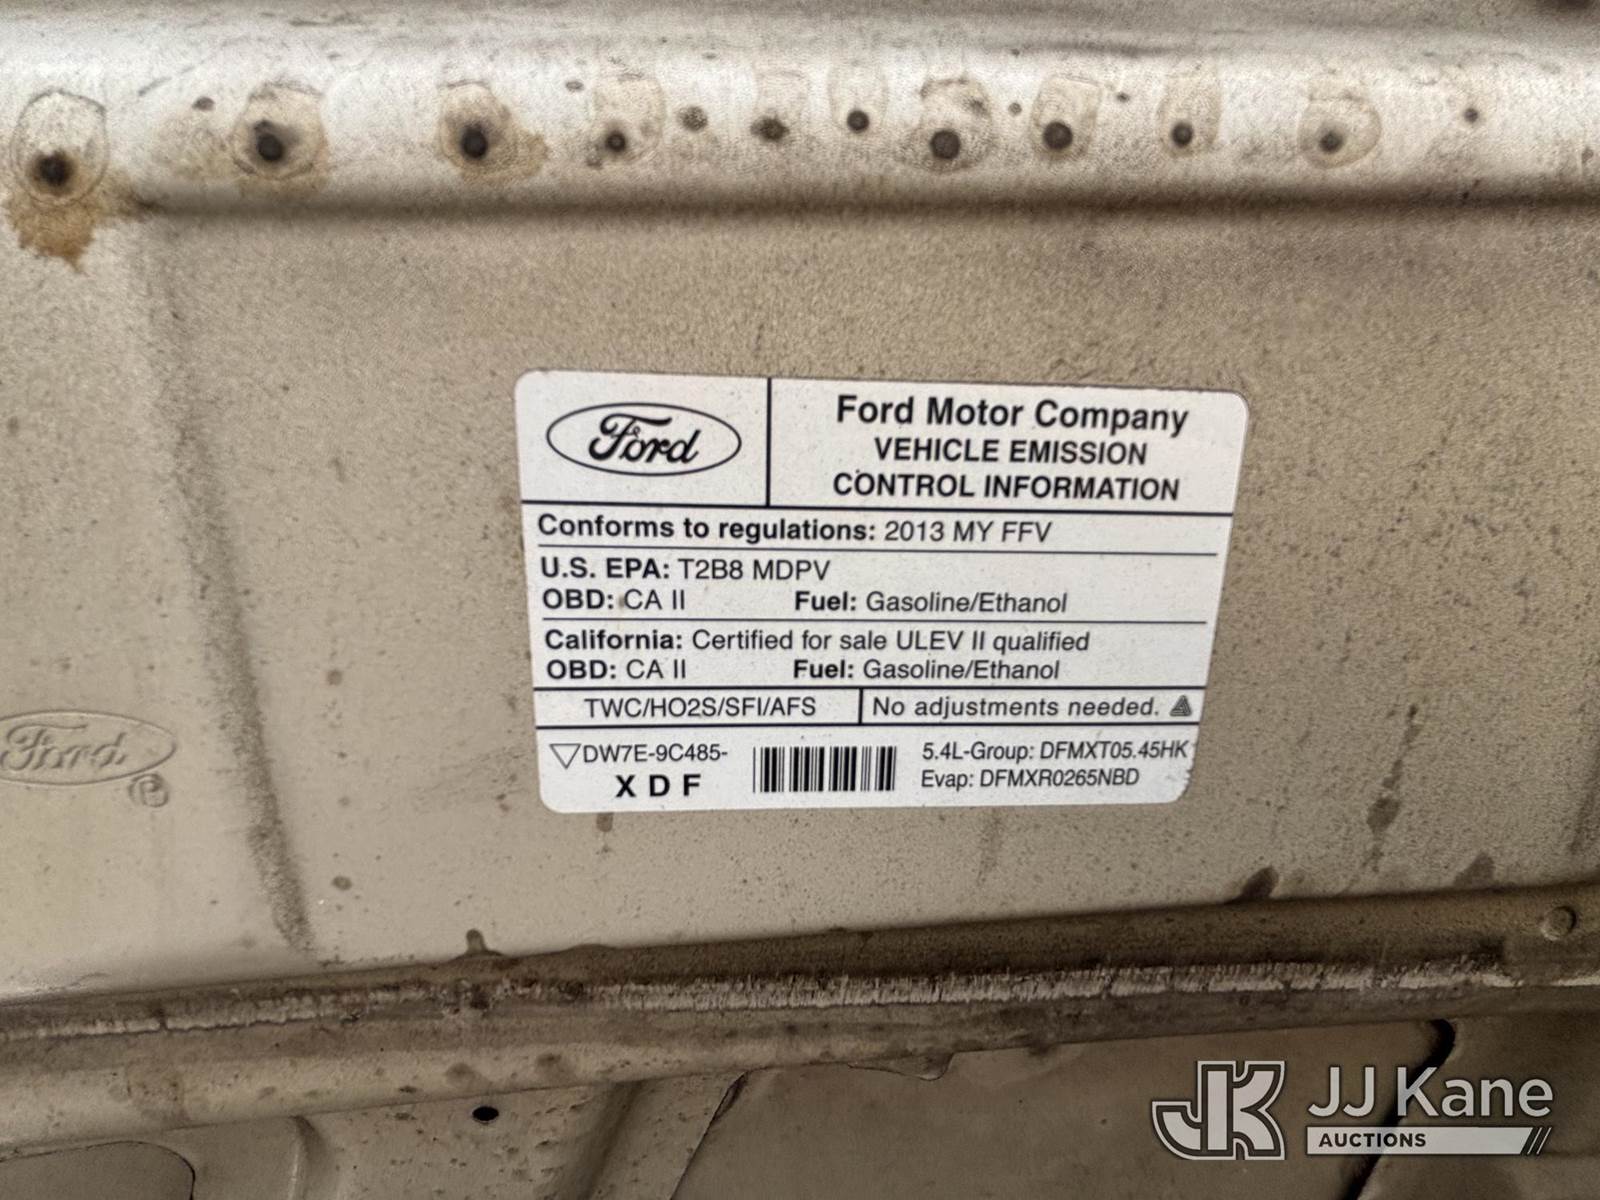 Ford
Ford Motor Company
VEHICLE EMISSION
CONTROL INFORMATION
Conforms to regulations: 2013 MY FFV
U.S. EPA: T2B8 MDPV
OBD: CA II Fuel: Gasoline/Ethanol
California: Certified for sale ULEV II qualified
OBD: CA II Fuel: Gasoline/Ethanol
TWC/HO2S/SFI/AFS No adjustments needed.
DW7E-9C485-
XDF
5.4L-Group: DFMXT05.45HK
Evap: DFMXR0265NBD
Ford
®
JK JJ Kane
AUCTIONS